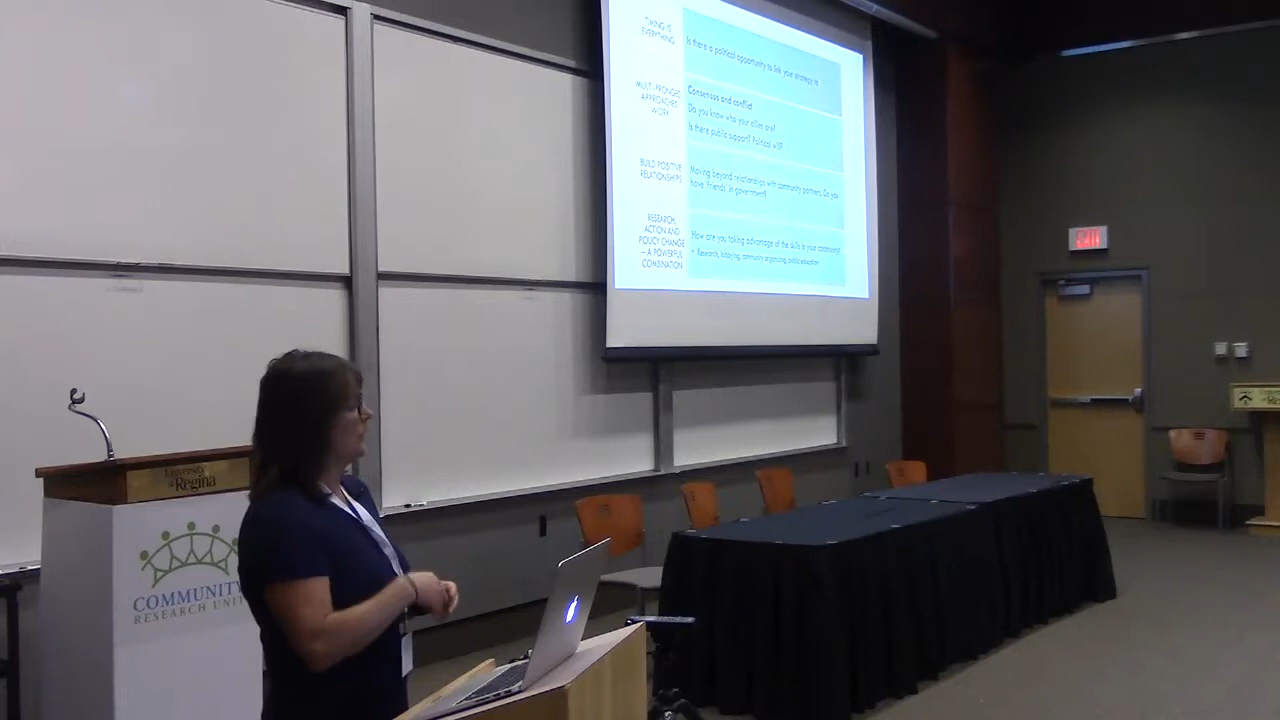 TIMING IS
EVERYTHING
Is there a political opportunity to link your strategy to
MULTI-PRONGED
APPROACHES
WORK
Consensus and conflict
Do you know who your allies are?
Is there public support? Political will?
BUILD POSITIVE
RELATIONSHIPS
Moving beyond relationships with community partners. Do you
have 'friends' in government?
RESEARCH,
ACTION AND
POLICY CHANGE
– A POWERFUL
COMBINATION
How are you taking advantage of the skills in your community?
• Research, lobbying, community organizing, public education
EXIT
University
of Regina
COMMUNITY
RESEARCH UNIT
of Regina